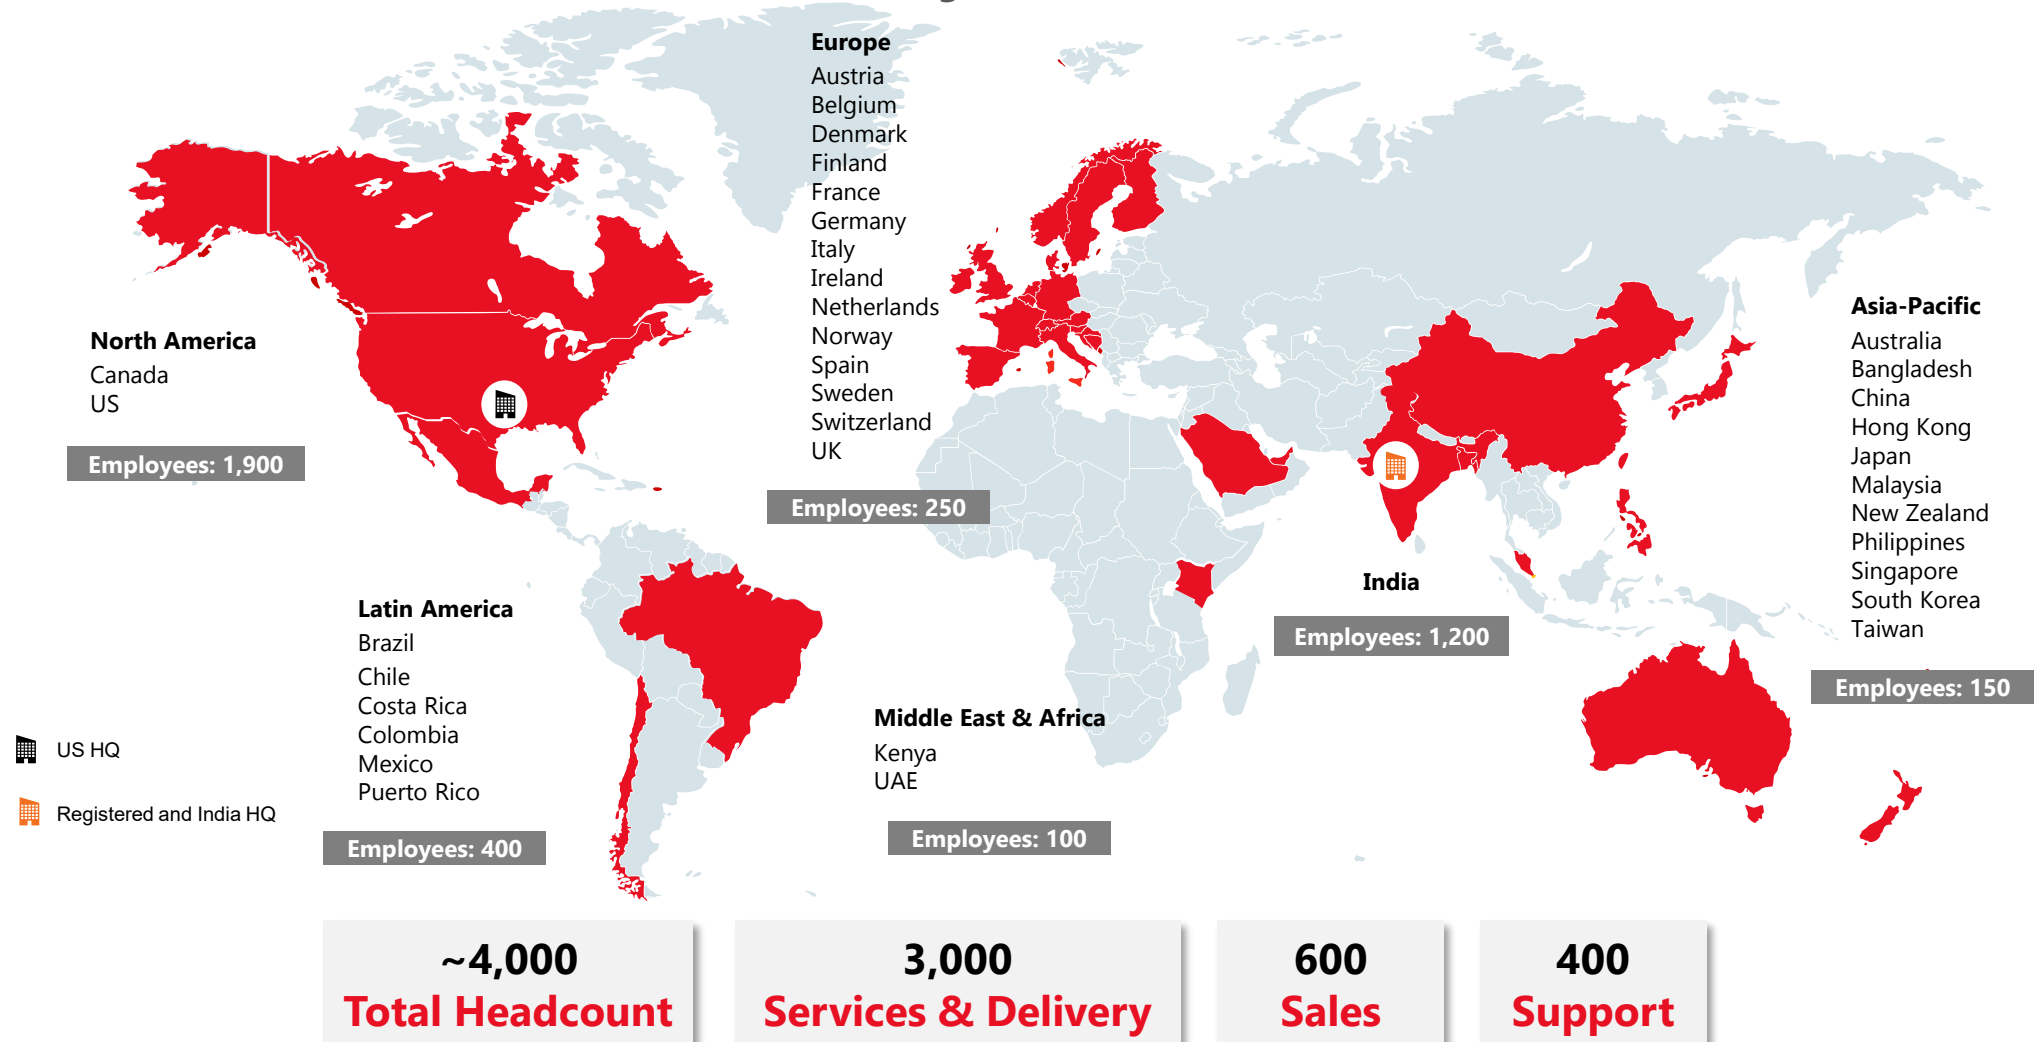 North America
Canada
US
Employees: 1,900
Europe
Austria
Belgium
Denmark
Finland
France
Germany
Italy
Ireland
Netherlands
Norway
Spain
Sweden
Switzerland
UK
Employees: 250
Asia-Pacific
Australia
Bangladesh
China
Hong Kong
Japan
Malaysia
New Zealand
Philippines
Singapore
South Korea
Taiwan
Employees: 150
India
Employees: 1,200
Latin America
Brazil
Chile
Costa Rica
Colombia
Mexico
Puerto Rico
Employees: 400
Middle East & Africa
Kenya
UAE
Employees: 100
US HQ
Registered and India HQ
~4,000
Total Headcount
3,000
Services & Delivery
600
Sales
400
Support